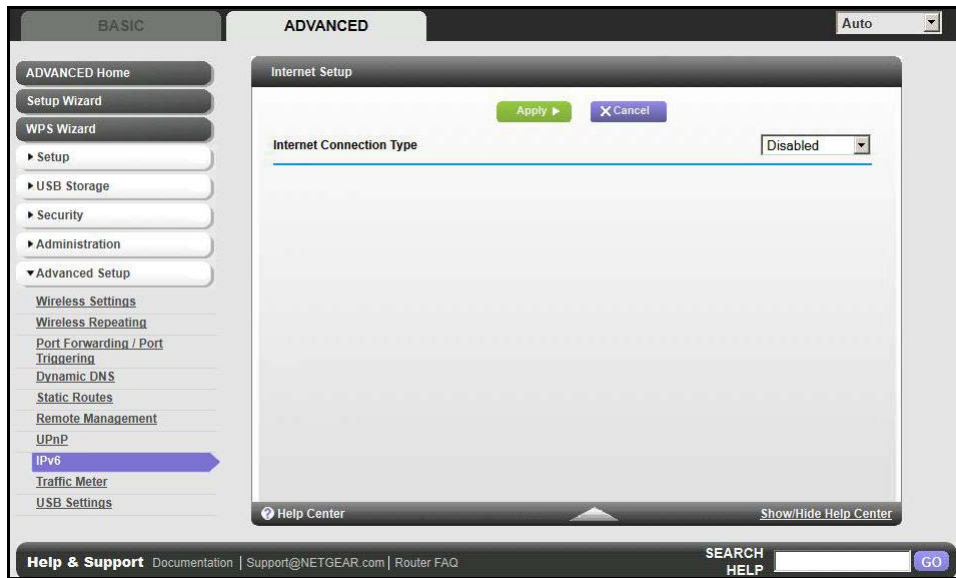 BASIC
ADVANCED
Auto
ADVANCED Home
Setup Wizard
WPS Wizard
Setup
USB Storage
Security
Administration
Advanced Setup
Wireless Settings
Wireless Repeating
Port Forwarding / Port
Triggering
Dynamic DNS
Static Routes
Remote Management
UPnP
IPv6
Traffic Meter
USB Settings
Internet Setup
Apply
Cancel
Internet Connection Type
Disabled
Help Center
Show/Hide Help Center
Help & Support Documentation | Support@NETGEAR.com | Router FAQ
SEARCH
HELP
GO